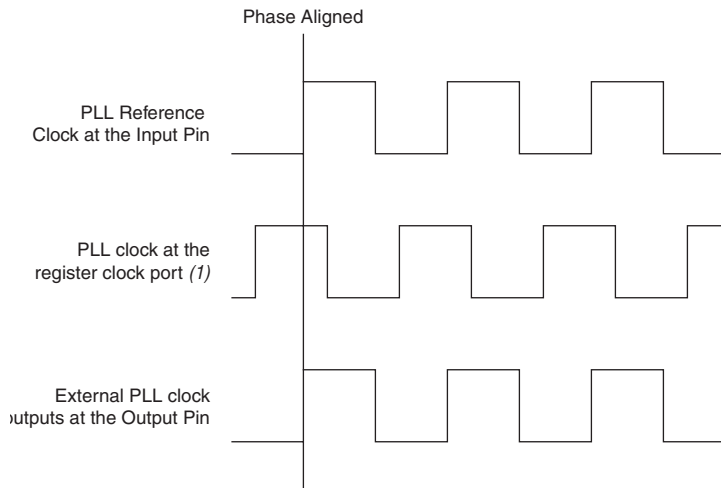 Phase Aligned
PLL Reference
Clock at the Input Pin
PLL clock at the
register clock port (1)
External PLL clock
at the Output Pin